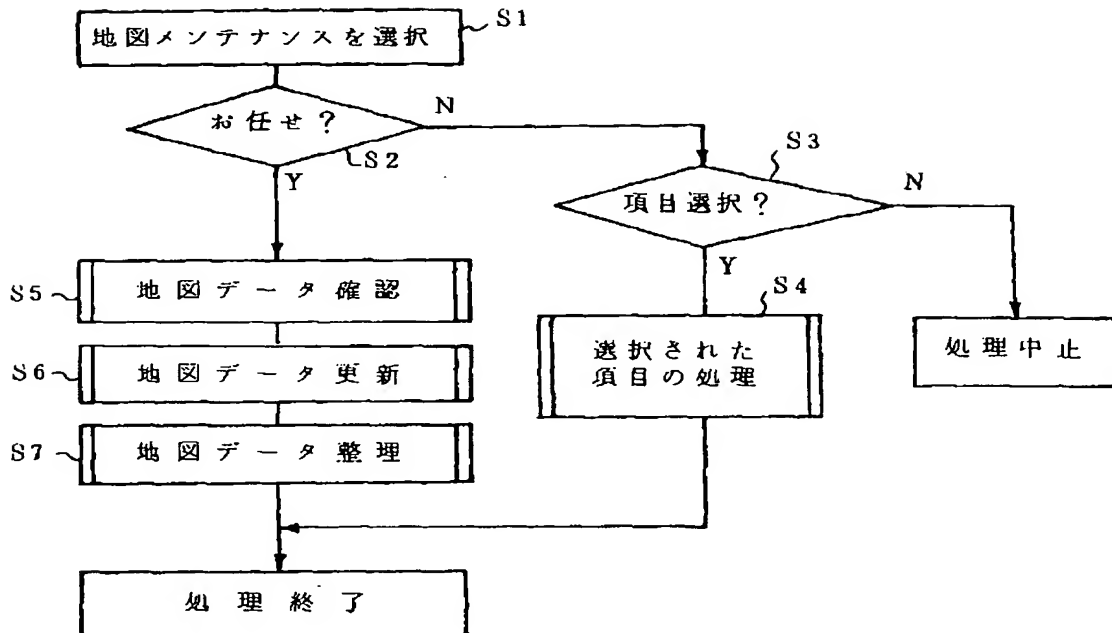 地図メンテナンスを選択
S1
お任せ？
N
S2
Y
S3
項目選択？
N
Y
S5
地図データ確認
S4
選択された
項目の処理
処理中止
S6
地図データ更新
S7
地図データ整理
処理終了